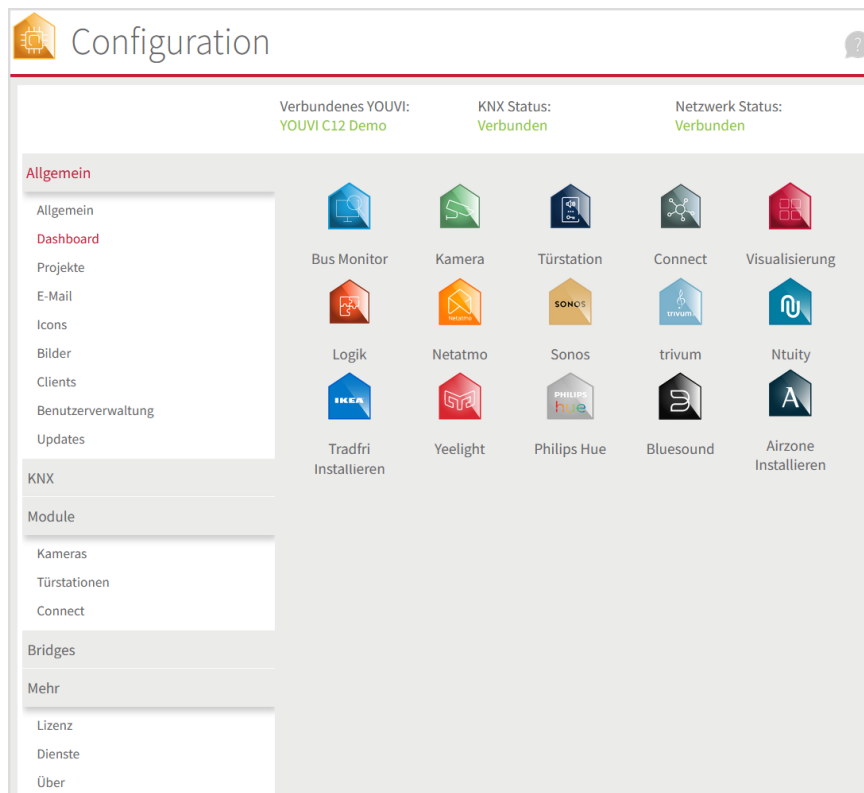 Configuration
?
Verbundenes YOUVI:
YOUVI C12 Demo
KNX Status:
Verbunden
Netzwerk Status:
Verbunden
Allgemein
Allgemein
Dashboard
Projekte
E-Mail
Icons
Bilder
Clients
Benutzerverwaltung
Updates
KNX
Module
Kameras
Türstationen
Connect
Bridges
Mehr
Lizenz
Dienste
Über
Bus Monitor
Kamera
Türstation
Connect
Visualisierung
Logik
Netatmo
Netatmo
SONOS
Sonos
trivum
trivum
Ntuity
IKEA
Tradfri
Installieren
Yeelight
PHILIPS
hue
Philips Hue
Bluesound
A
Airzone
Installieren